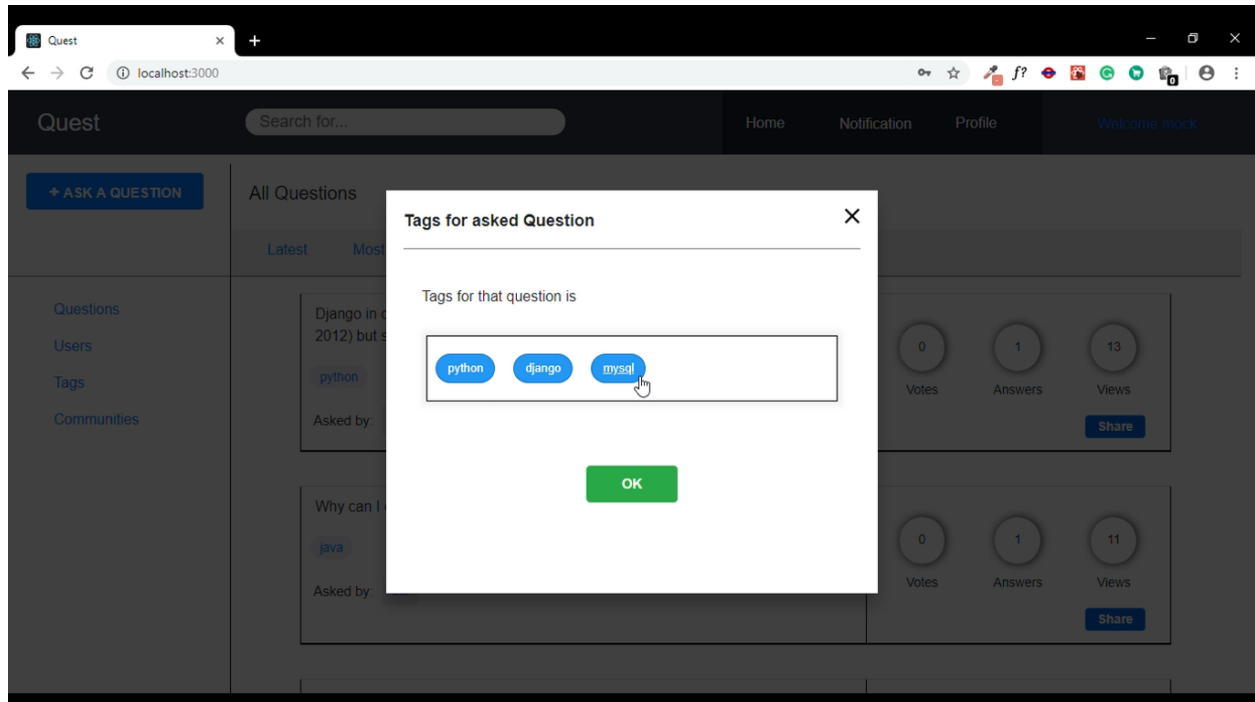 Quest
localhost:3000
f?
0
Quest
Search for...
Home
Notification
Profile
Welcome mock
+ ASK A QUESTION
All Questions
Latest
Most
Tags for asked Question
Tags for that question is
python
django
mysql
OK
Questions
Users
Tags
Communities
Django in
2012) but s
python
Asked by:
0
1
13
Votes
Answers
Views
Share
Why can I
java
Asked by:
0
1
11
Votes
Answers
Views
Share